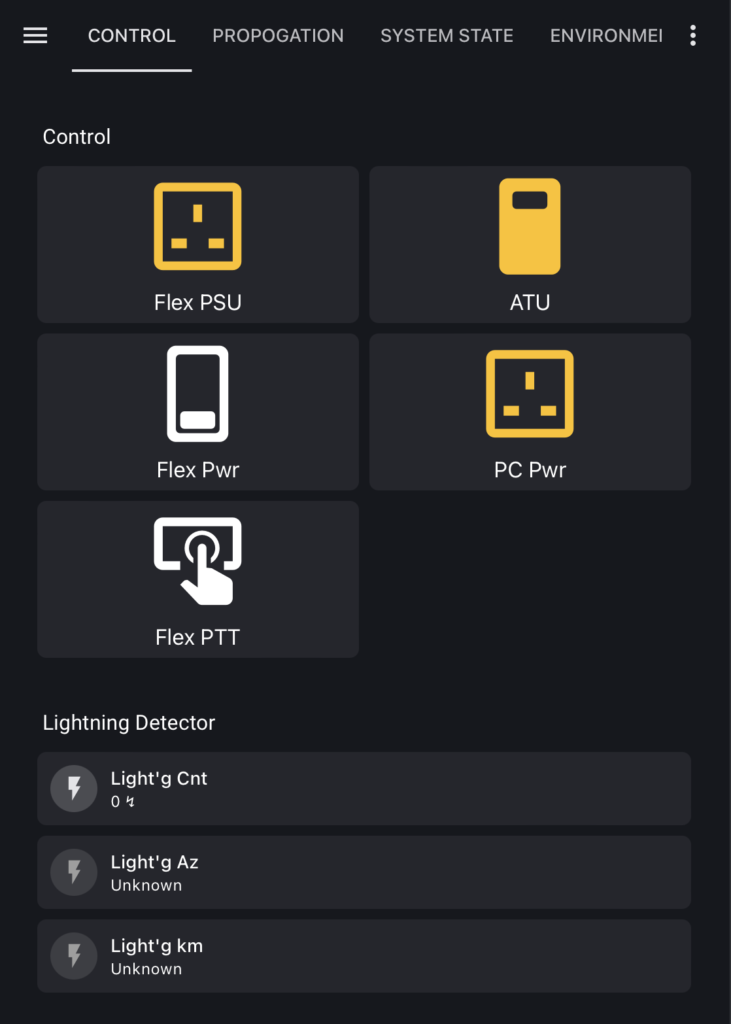 CONTROL PROPOGATION SYSTEM STATE ENVIRONMEI
Control
Flex PSU ATU
Flex Pwr PC Pwr
Flex PTT
Lightning Detector
Light'g Cnt
0 ↯
Light'g Az
Unknown
Light'g km
Unknown